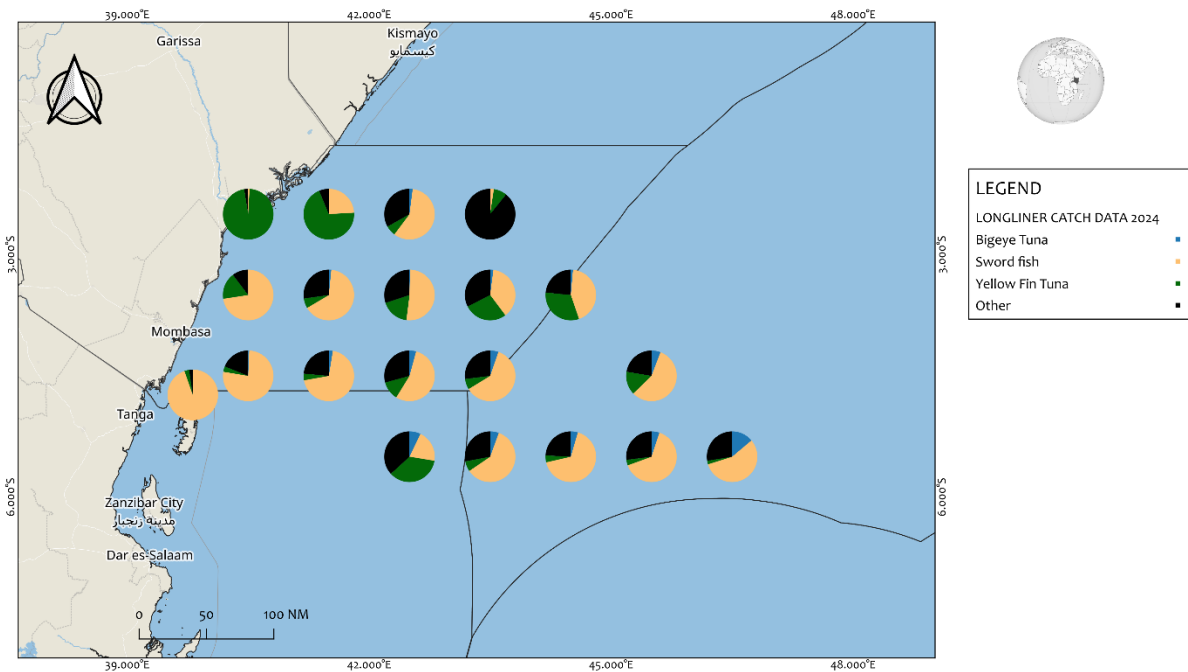 39.000°E 42.000°E 45.000°E 48.000°E
Garissa
Kismayo
كيسمايو
LEGEND
LONGLINER CATCH DATA 2024
Bigeye Tuna
Sword fish
Yellow Fin Tuna
Other
3.000°S 3.000°S
Mombasa
Tanga
Zanzibar City
مدينة زنجبار
6.000°S 6.000°S
Dar es-Salaam
0 50 100 NM
39.000°E 42.000°E 45.000°E 48.000°E